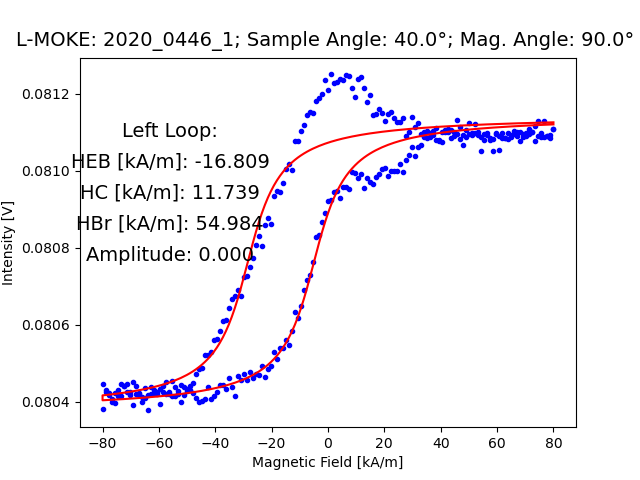 L-MOKE: 2020_0446_1; Sample Angle: 40.0°; Mag. Angle: 90.0°
0.0812
0.0810
0.0808
0.0806
0.0804
Intensity [V]
Left Loop:
HEB [kA/m]: -16.809
HC [kA/m]: 11.739
HBr [kA/m]: 54.984
Amplitude: 0.000
−80 −60 −40 −20 0 20 40 60 80
Magnetic Field [kA/m]